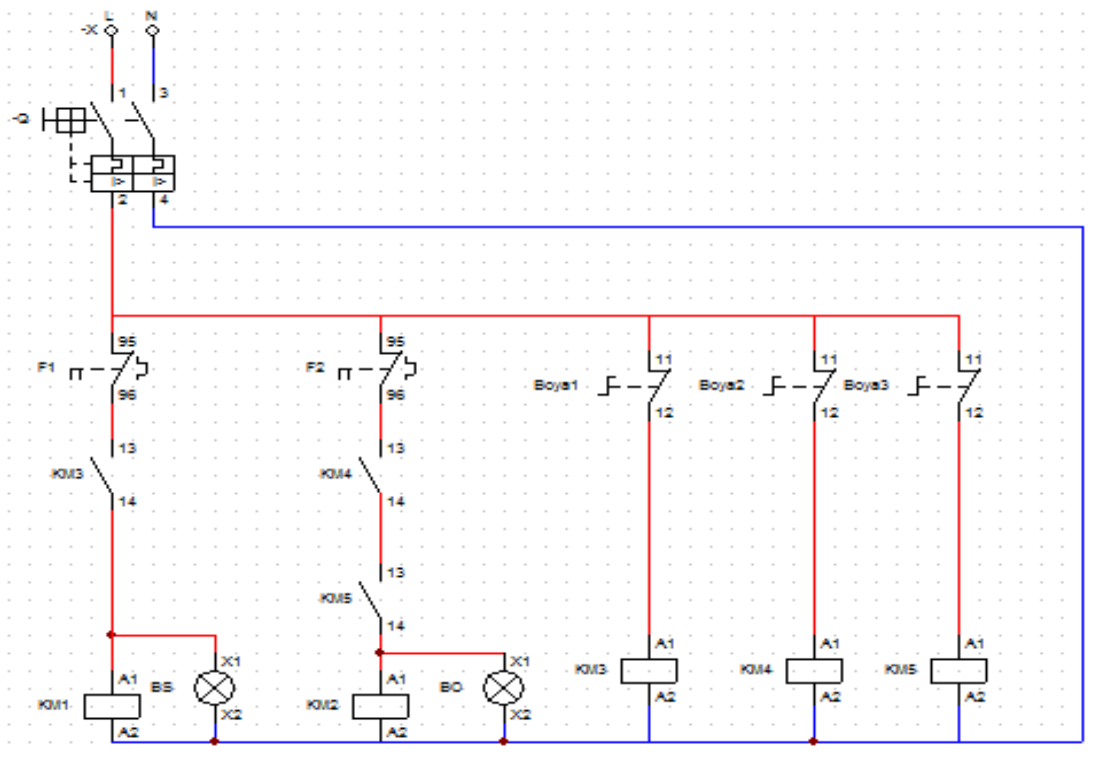 L N
-X
1 3
-Q
I> I>
2 4
95 95
F1 F2 11 11 11
Boya1 Boya2 Boya3
96 96 12 12 12
13 13
KM3 KM4
14 14
13
KM5
14
X1 X1 A1 A1 A1
A1 BS A1 BO KM3 KM4 KM5
KM1 KM2 A2 A2 A2
X2 X2
A2 A2